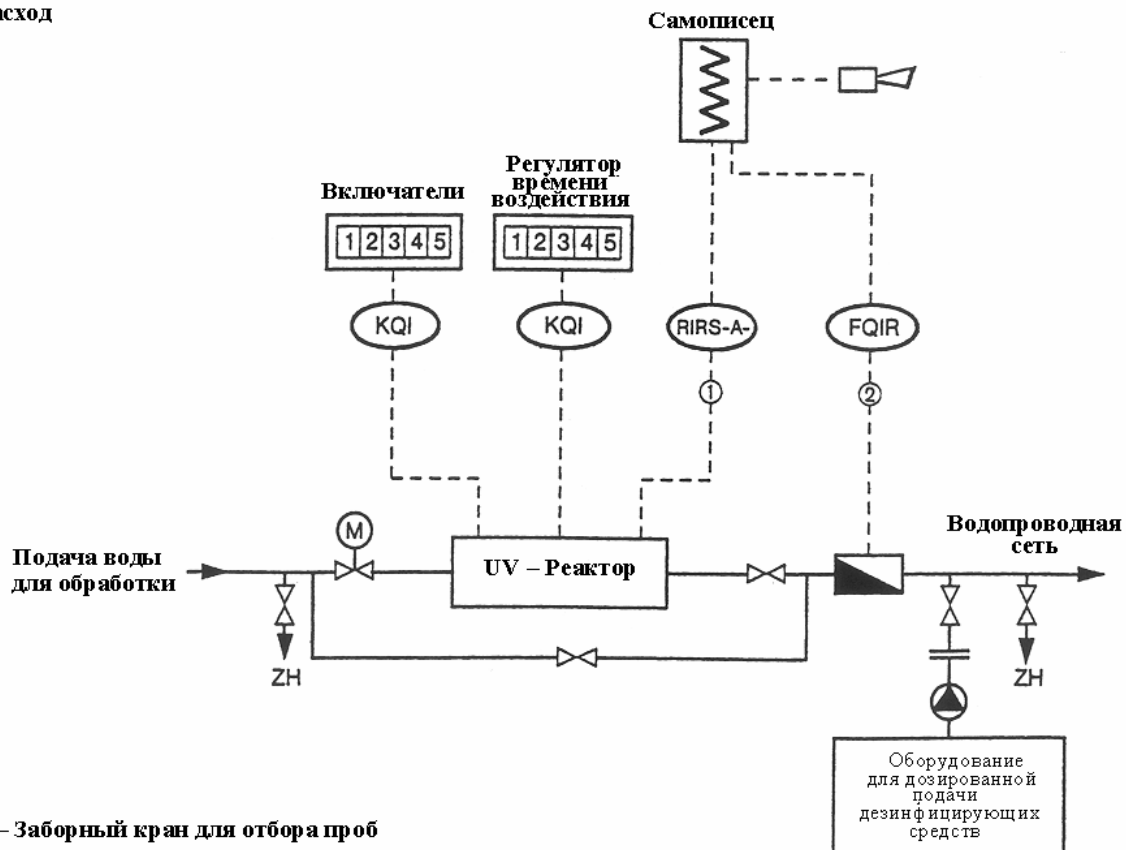 Самописец
Регулятор
времени
воздействия
Включатели
1 2 3 4 5
1 2 3 4 5
KQI
KQI
RIRS-A-
FQIR
1
2
M
Водопроводная
сеть
Подача воды
для обработки
UV – Реактор
ZH
ZH
Оборудование
для дозированной
подачи
дезинфицирующих
средств
– Заборный кран для отбора проб